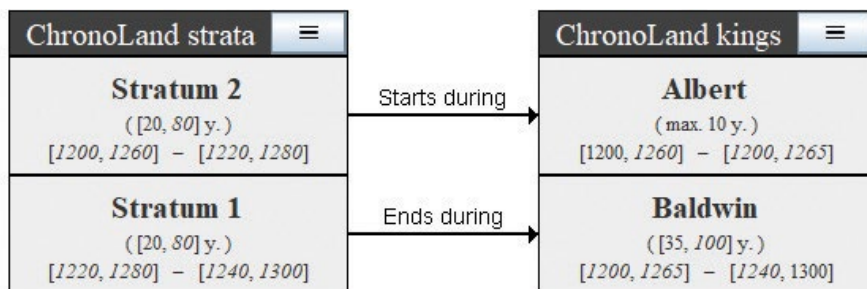 ChronoLand strata ≡
Stratum 2
( [20, 80] y. )
[1200, 1260] – [1220, 1280]
Stratum 1
( [20, 80] y. )
[1220, 1280] – [1240, 1300]
Starts during
Ends during
ChronoLand kings ≡
Albert
( max. 10 y. )
[1200, 1260] – [1200, 1265]
Baldwin
( [35, 100] y. )
[1200, 1265] – [1240, 1300]